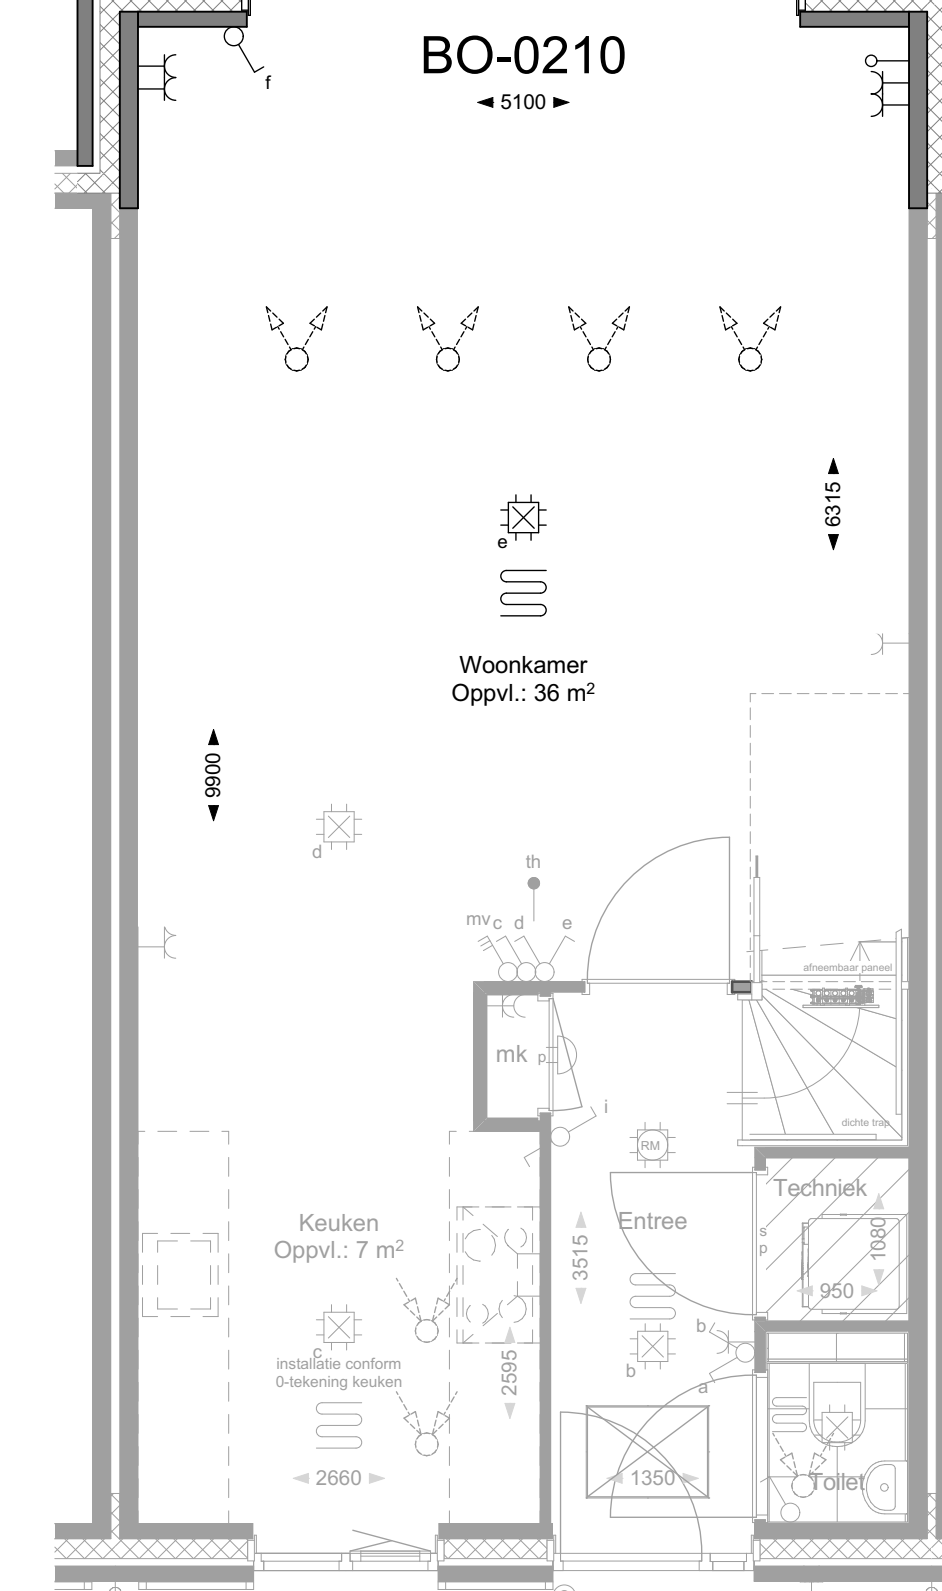 BO-0210
5100
f
6315
e
Woonkamer
Oppvl.: 36 m²
9900
d
th
mv c d e
afneembaar paneel
mk p
i
RM
dichte trap
Techniek
Keuken
Oppvl.: 7 m²
Entree
s
p
1080
3515
950
c
installatie conform
0-tekening keuken
2595
b
b
a
2660
1350
Toilet